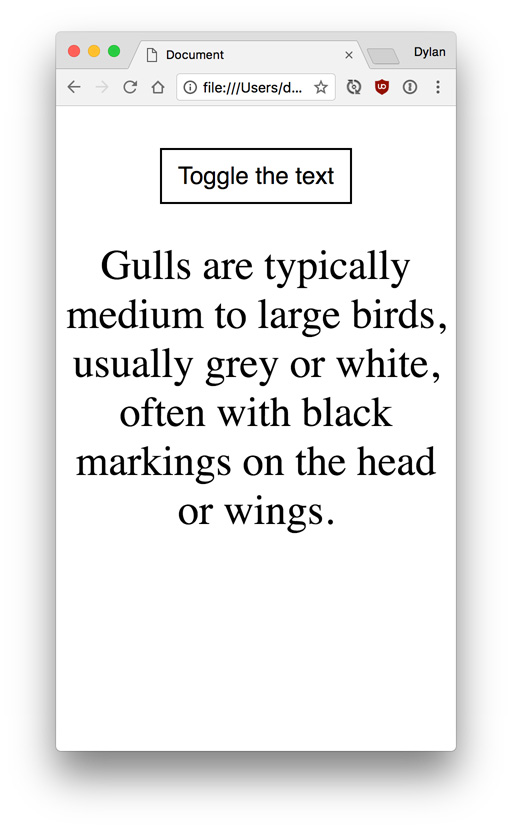 Document
Dylan
file:///Users/d...
Toggle the text
Gulls are typically
medium to large birds,
usually grey or white,
often with black
markings on the head
or wings.